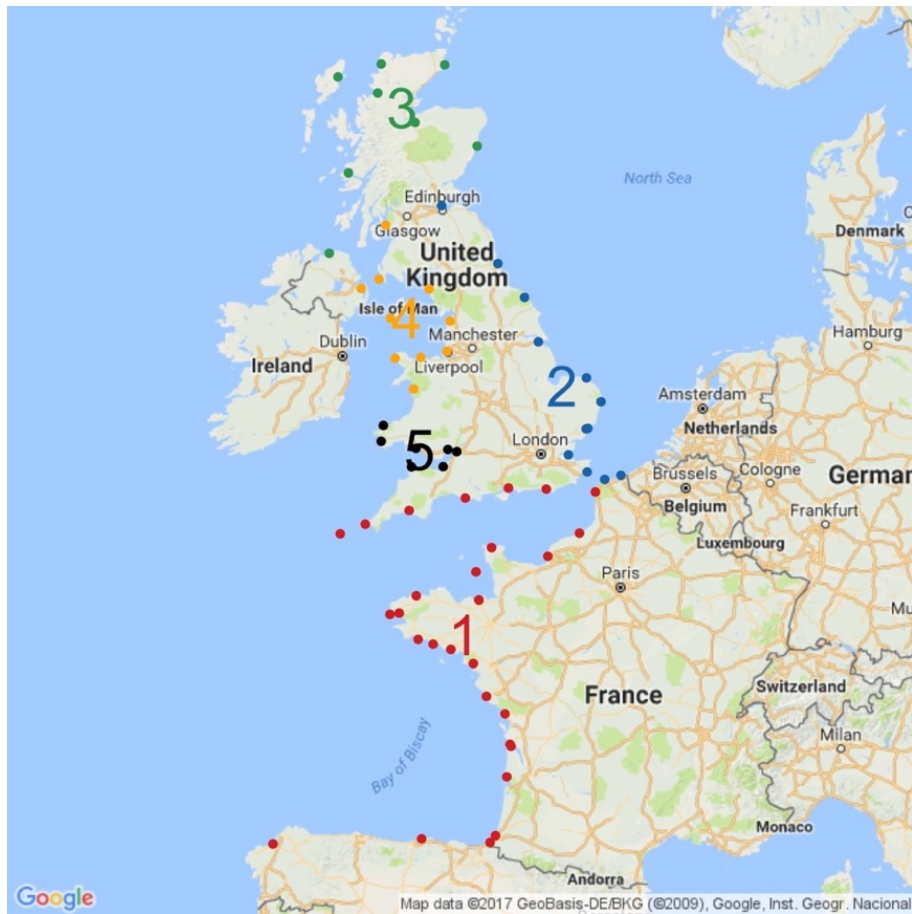 3
North Sea
Edinburgh
Glasgow
Denmark
United
Kingdom
Isle of Man
4
Hamburg
Dublin
Manchester
Ireland
Liverpool
2
Amsterdam
Netherlands
5
London
Brussels
Cologne
German
Belgium
Frankfurt
Luxembourg
Paris
Mu
1
France
Switzerland
Milan
Bay of Biscay
Monaco
Andorra
Google
Map data ©2017 GeoBasis-DE/BKG (©2009), Google, Inst. Geogr. Nacional